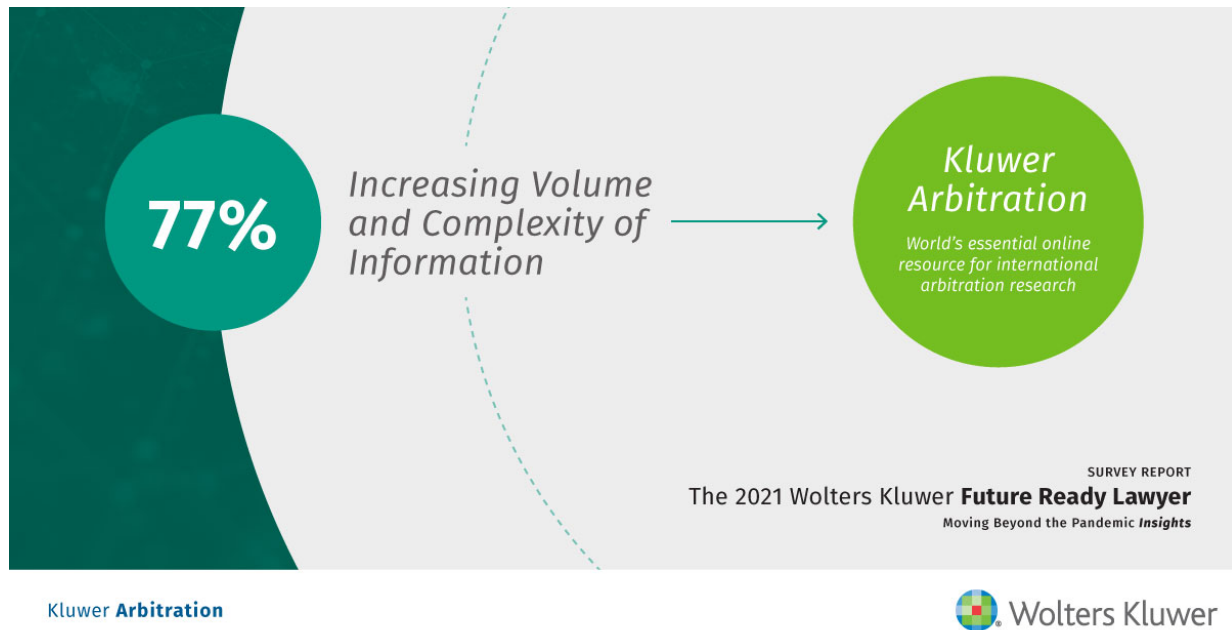 77%
Increasing Volume
and Complexity of
Information
Kluwer
Arbitration
World’s essential online
resource for international
arbitration research
SURVEY REPORT
The 2021 Wolters Kluwer Future Ready Lawyer
Moving Beyond the Pandemic Insights
Kluwer Arbitration
Wolters Kluwer